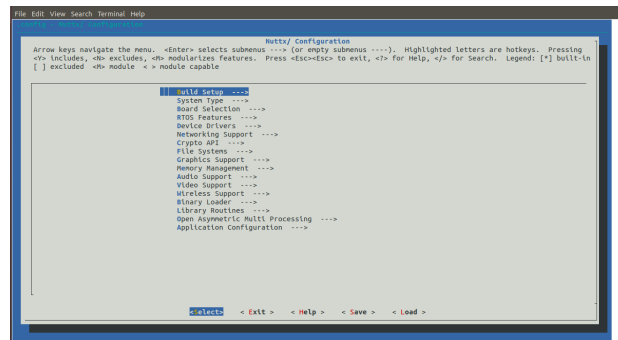 File Edit View Search Terminal Help
.config - Nuttx/ Configuration
Nuttx/ Configuration
Arrow keys navigate the menu. <Enter> selects submenus ---> (or empty submenus ----). Highlighted letters are hotkeys. Pressing
<Y> includes, <N> excludes, <M> modularizes features. Press <Esc><Esc> to exit, <?> for Help, </> for Search. Legend: [*] built-in
[ ] excluded <M> module < > module capable
Build Setup --->
System Type --->
Board Selection --->
RTOS Features --->
Device Drivers --->
Networking Support --->
Crypto API --->
File Systems --->
Graphics Support --->
Memory Management --->
Audio Support --->
Video Support --->
Wireless Support --->
Binary Loader --->
Library Routines --->
Open Asymmetric Multi Processing --->
Application Configuration --->
<Select> < Exit > < Help > < Save > < Load >